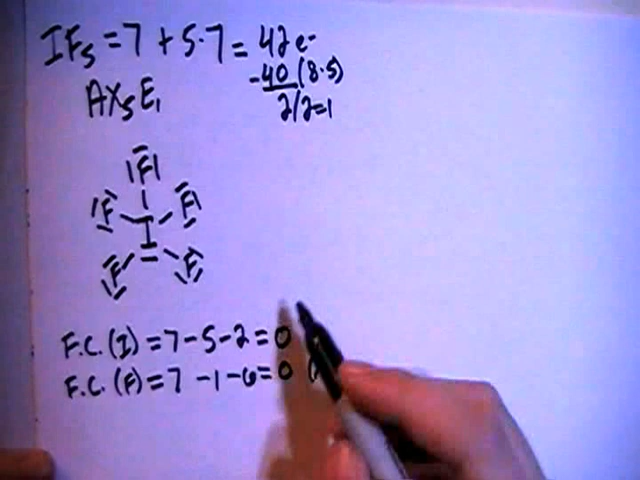 IF5 = 7 + 5·7 = 42 e-
-40 (8·5)
2/2=1
AX5E1
F
F F
I
F F
F.C. (I) = 7 - 5 - 2 = 0
F.C. (F) = 7 - 1 - 6 = 0 (